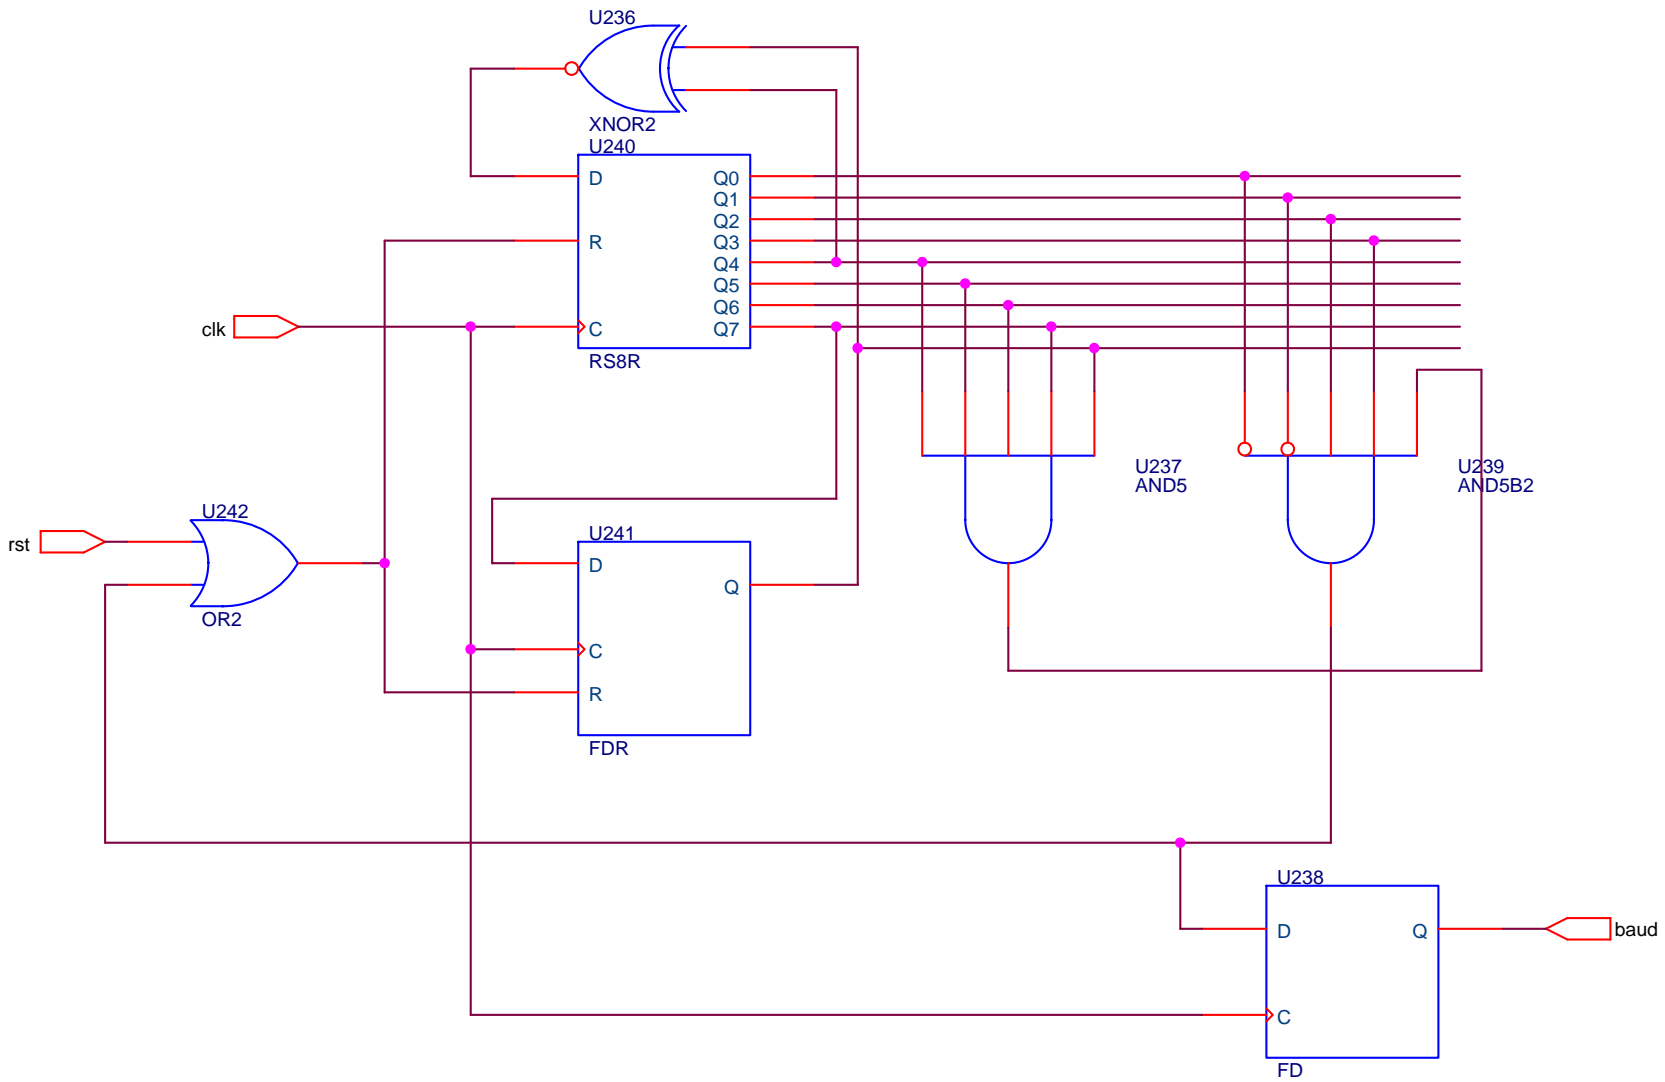 U236
XNOR2
U240
D
R
C
Q0
Q1
Q2
Q3
Q4
Q5
Q6
Q7
RS8R
clk
U237
AND5
U239
AND5B2
U242
OR2
rst
U241
D
Q
C
R
FDR
U238
D
Q
C
FD
baud